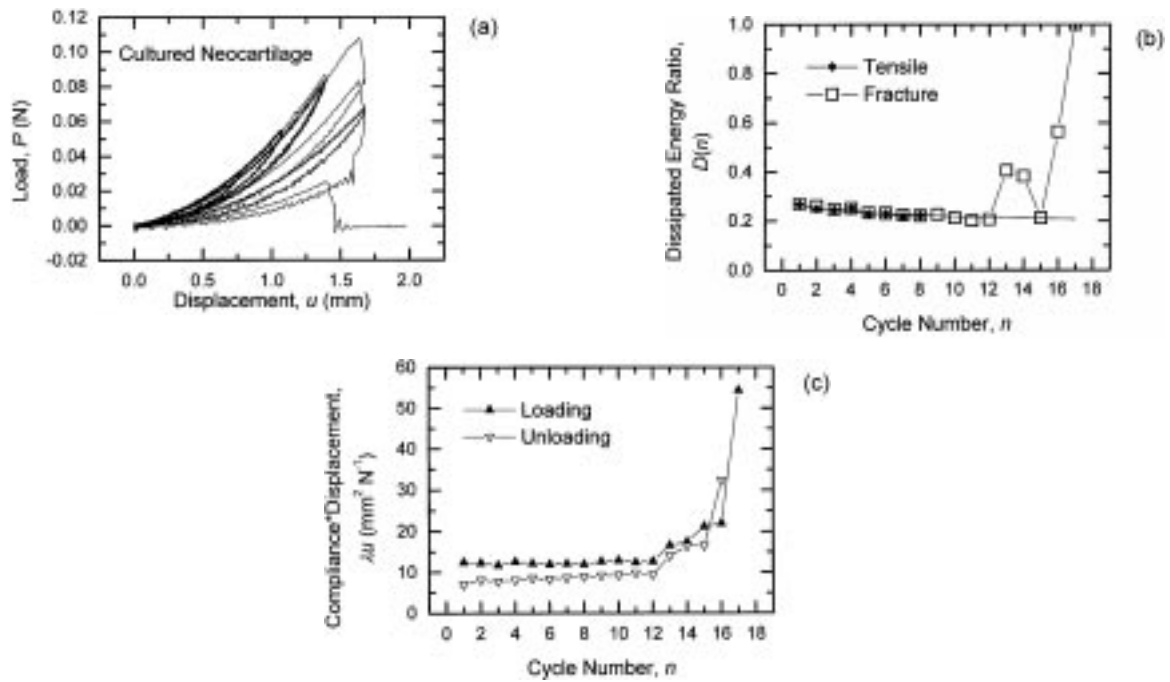 (a)
Cultured Neocartilage
0.12
0.10
0.08
0.06
0.04
0.02
0.00
-0.02
Load, P (N)
0.0 0.5 1.0 1.5 2.0
Displacement, u (mm)
(b)
Tensile
Fracture
1.0
0.8
0.6
0.4
0.2
0.0
Dissipated Energy Ratio,
D(n)
0 2 4 6 8 10 12 14 16 18
Cycle Number, n
(c)
Loading
Unloading
60
50
40
30
20
10
0
Compliance*Displacement,
λu (mm² N⁻¹)
0 2 4 6 8 10 12 14 16 18
Cycle Number, n